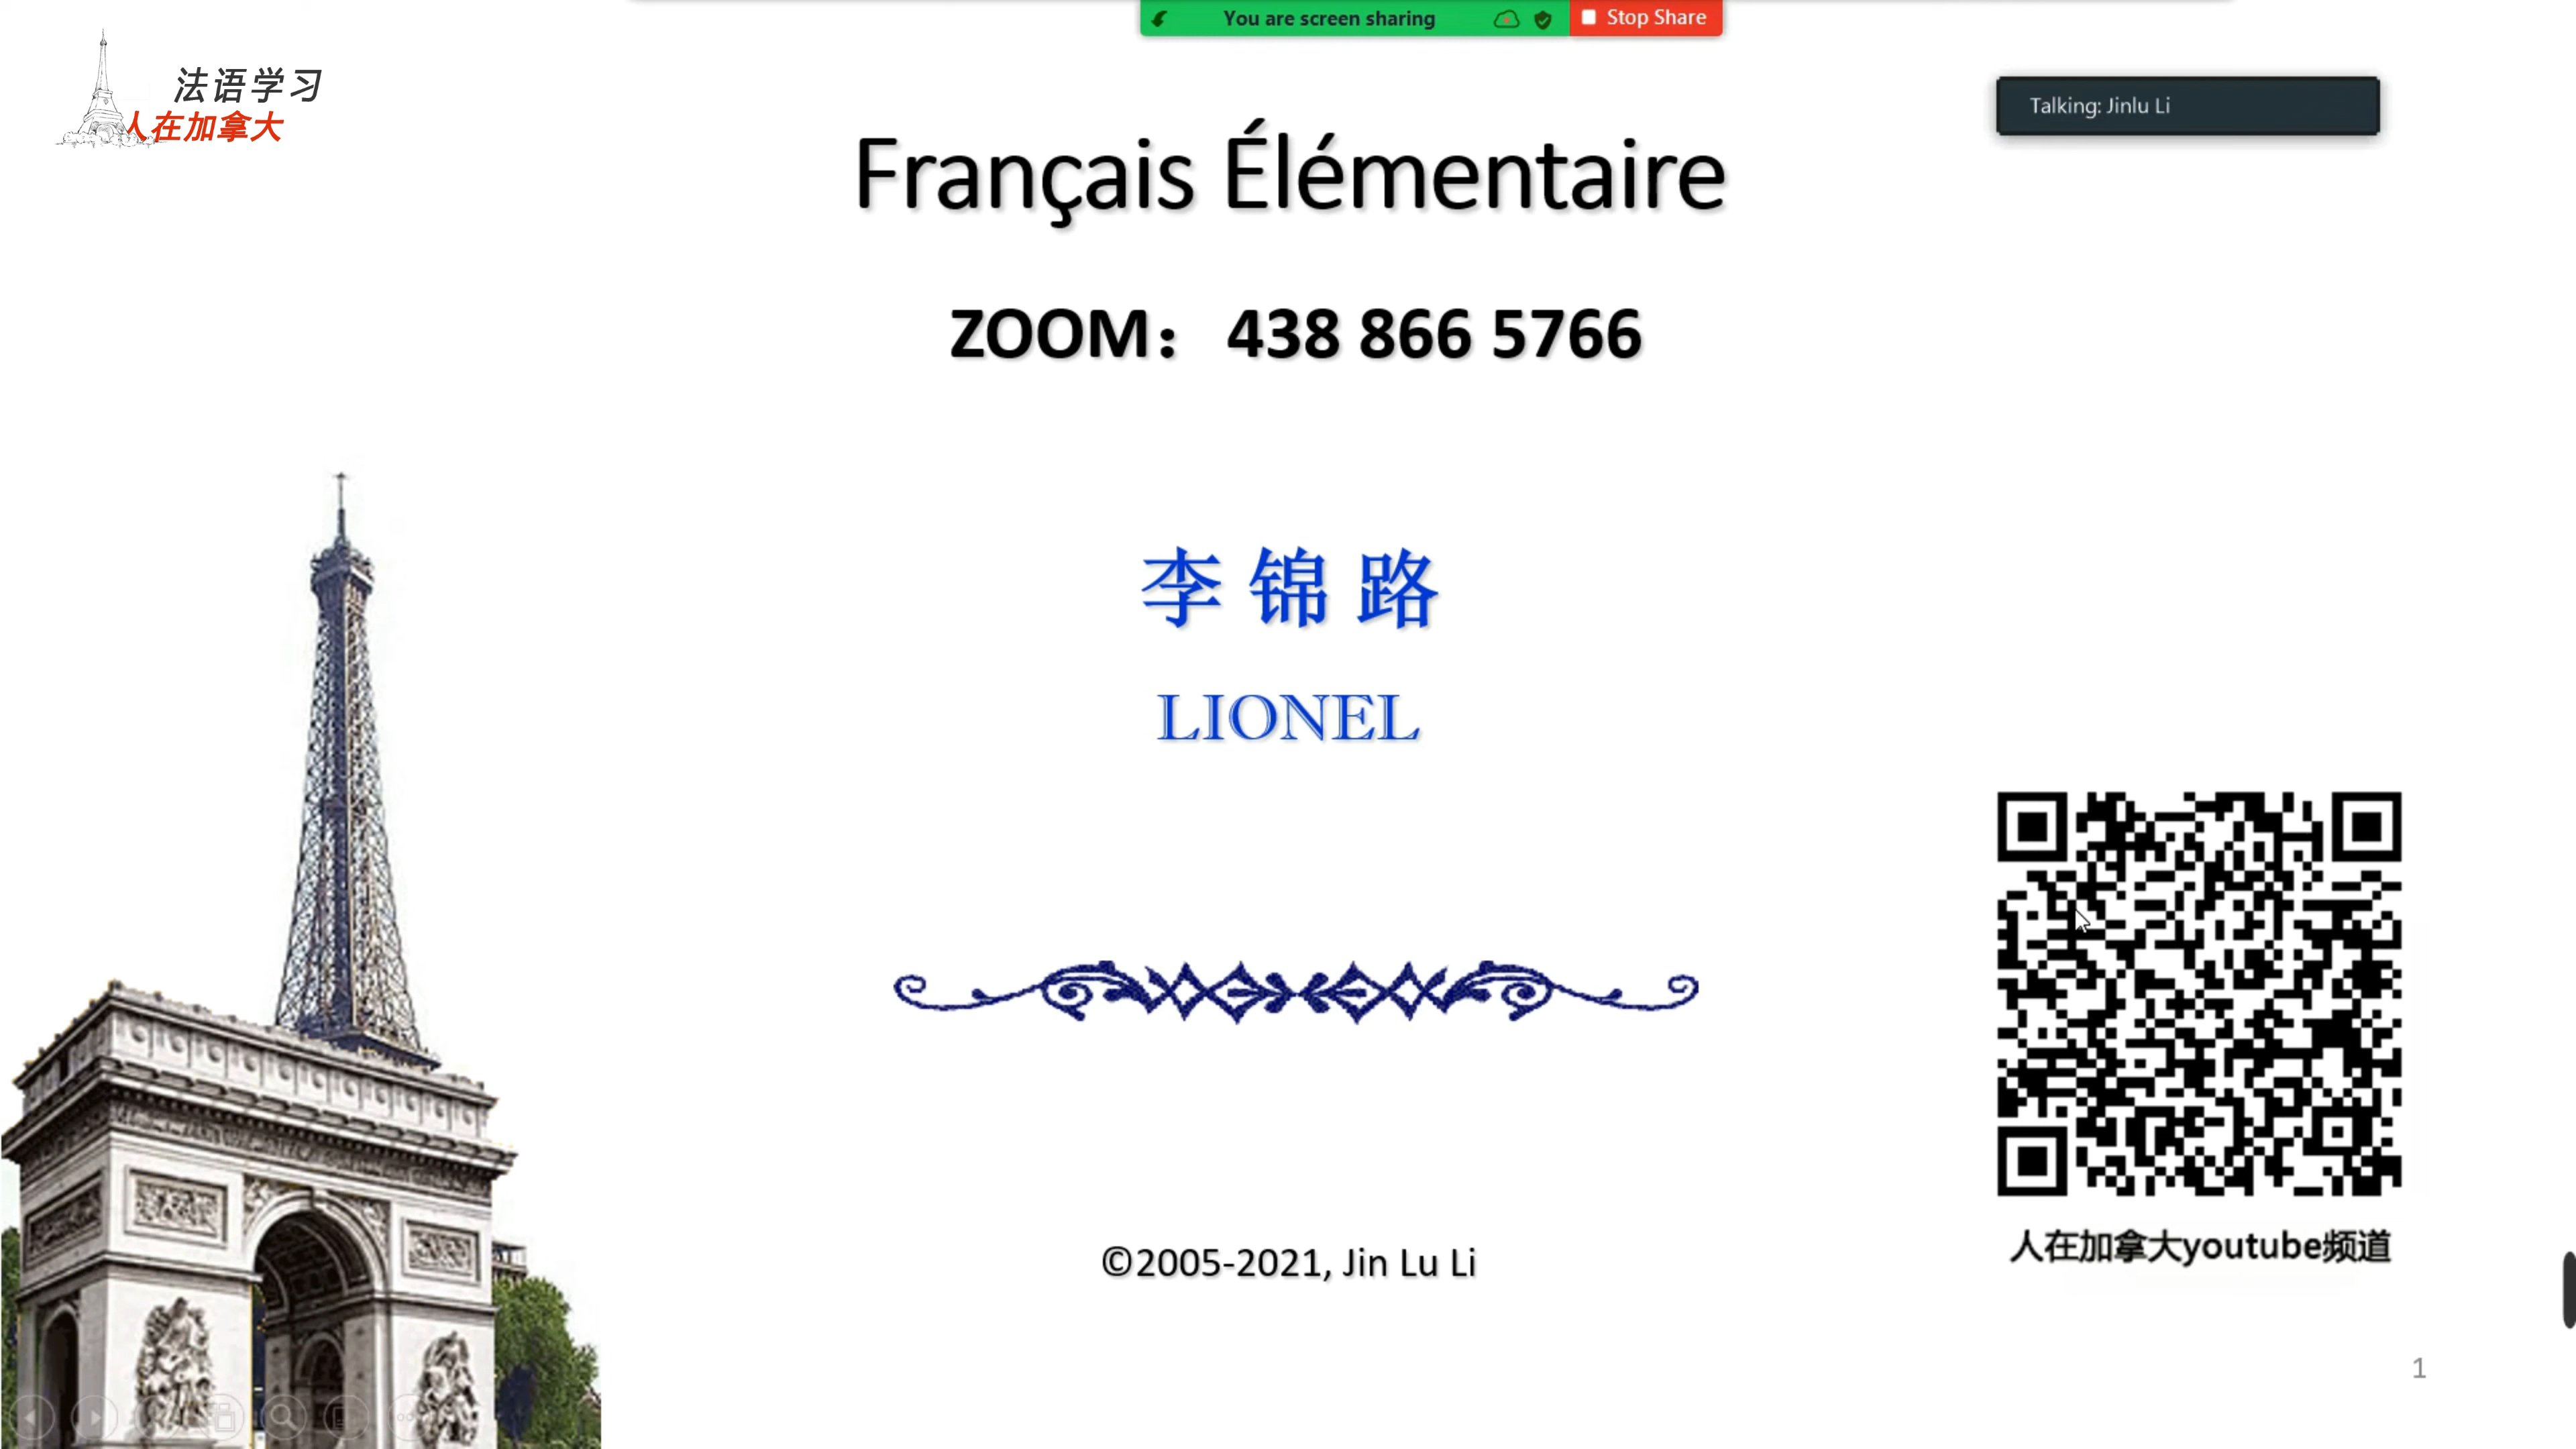 You are screen sharing
Stop Share
法语学习
人在加拿大
Talking: Jinlu Li
Français Élémentaire
ZOOM： 438 866 5766
李锦路
LIONEL
人在加拿大youtube频道
©2005-2021, Jin Lu Li
1